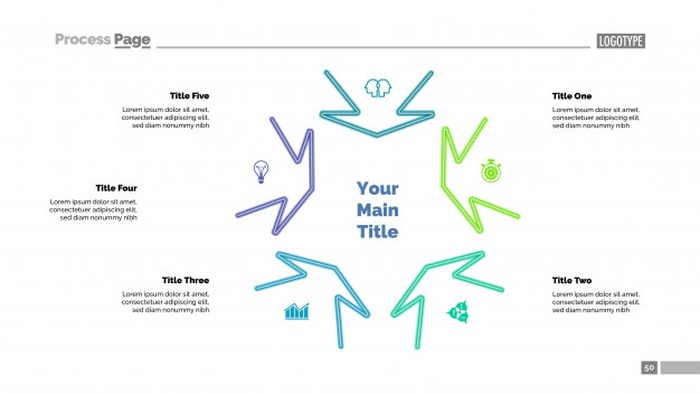 Process Page
LOGOTYPE
Title Five
Lorem ipsum dolor sit amet,
consectetuer adipiscing elit,
sed diam nonummy nibh
Title One
Lorem ipsum dolor sit amet,
consectetuer adipiscing elit,
sed diam nonummy nibh
Title Four
Lorem ipsum dolor sit amet,
consectetuer adipiscing elit,
sed diam nonummy nibh
Your
Main
Title
Title Three
Lorem ipsum dolor sit amet,
consectetuer adipiscing elit,
sed diam nonummy nibh
Title Two
Lorem ipsum dolor sit amet,
consectetuer adipiscing elit,
sed diam nonummy nibh
50